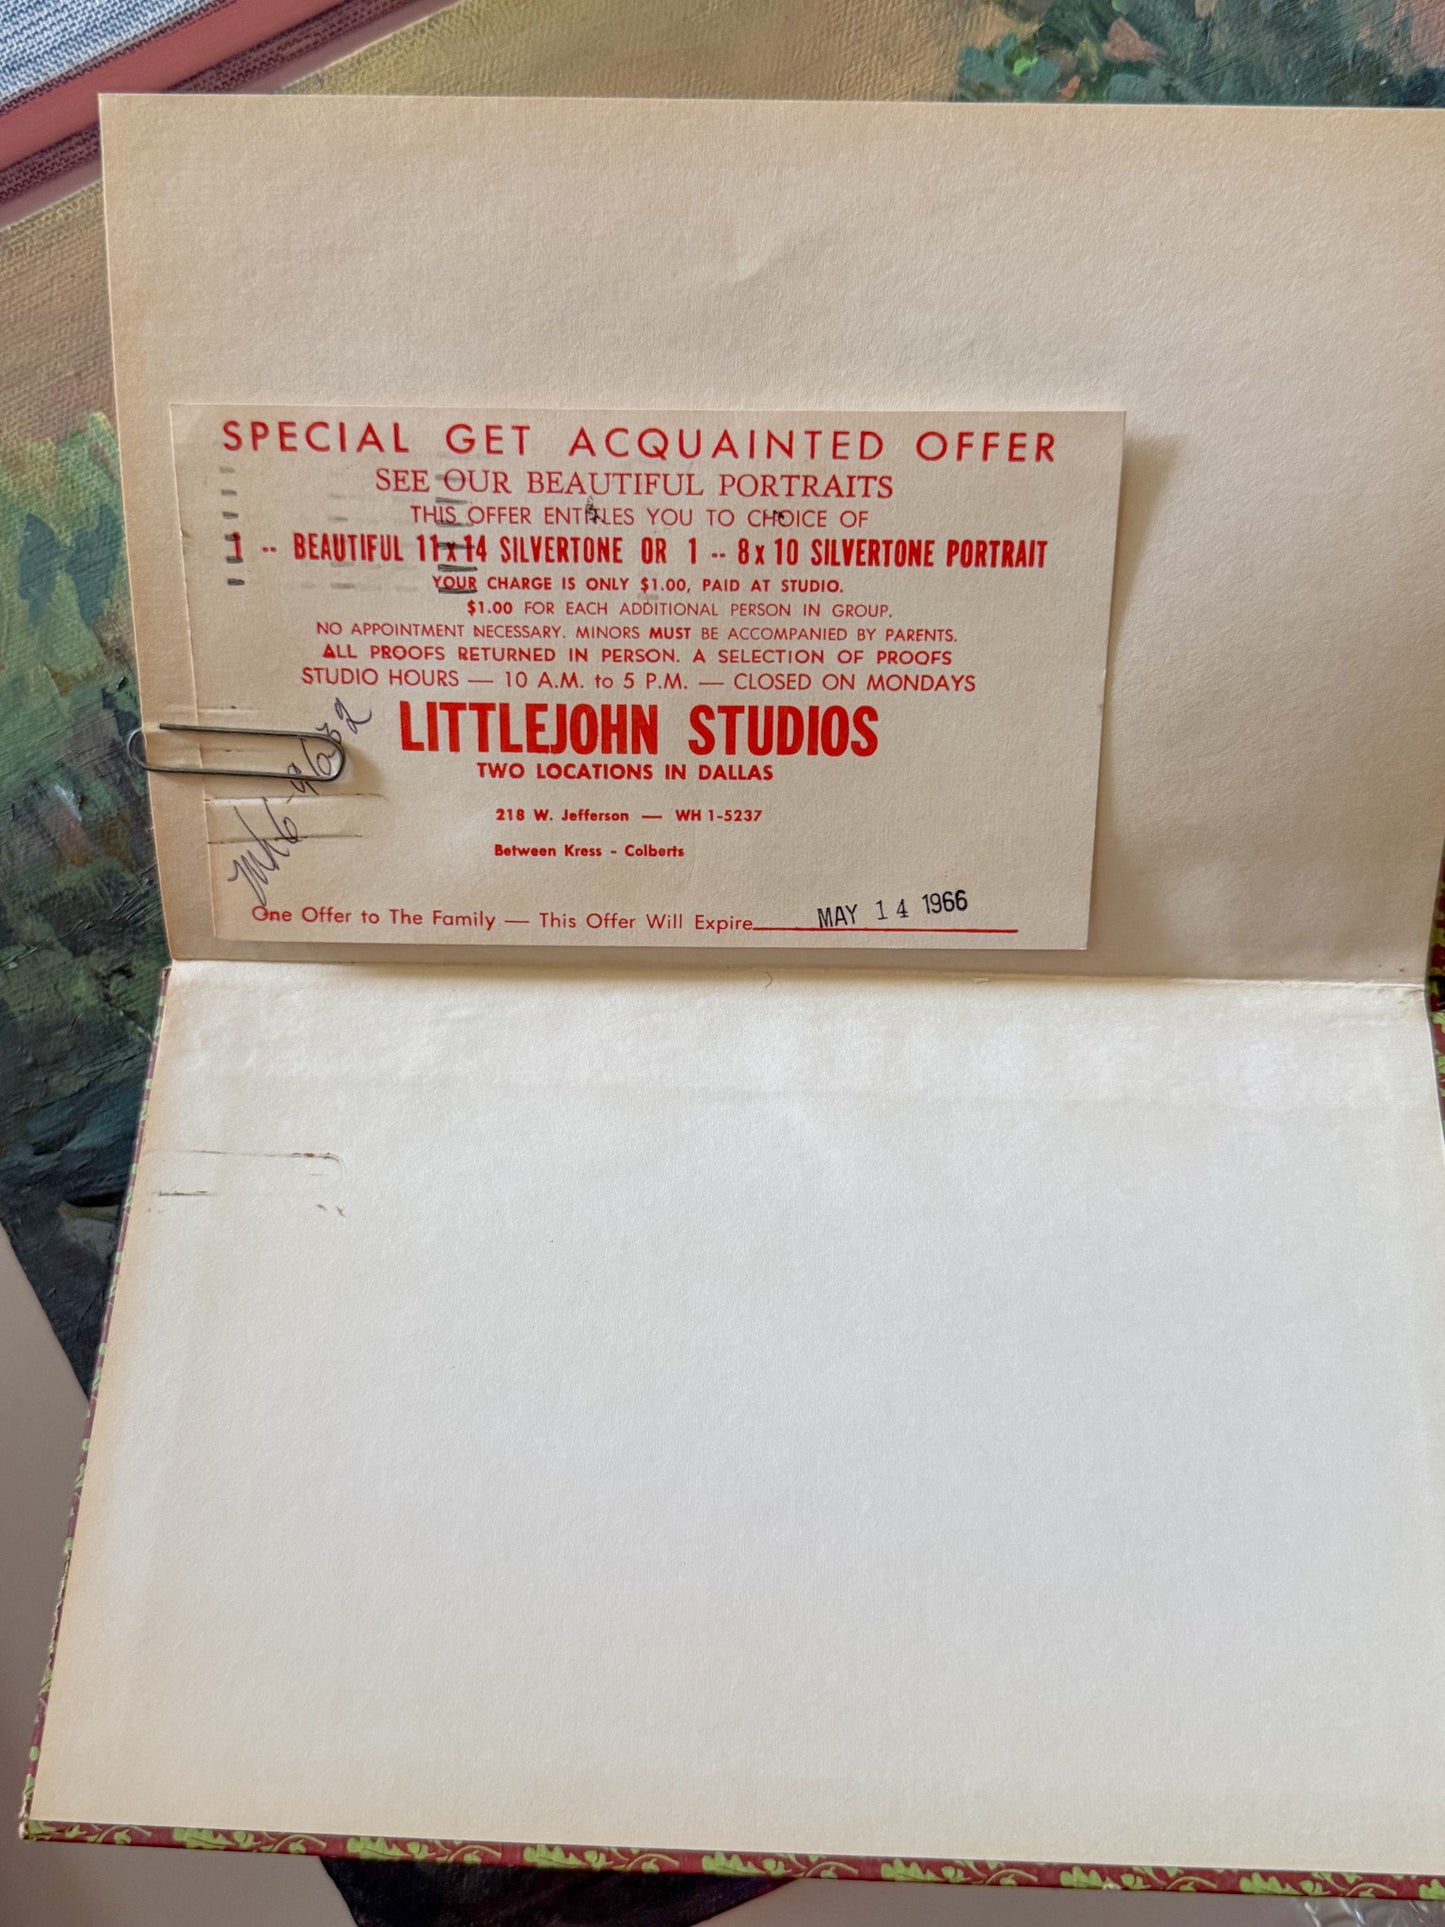 SPECIAL GET ACQUAINTED OFFER
SEE OUR BEAUTIFUL PORTRAITS
THIS OFFER ENTITLES YOU TO CHOICE OF
1 -- BEAUTIFUL 11 x 14 SILVERTONE OR 1 -- 8 x 10 SILVERTONE PORTRAIT
YOUR CHARGE IS ONLY $1.00, PAID AT STUDIO.
$1.00 FOR EACH ADDITIONAL PERSON IN GROUP.
NO APPOINTMENT NECESSARY. MINORS MUST BE ACCOMPANIED BY PARENTS.
ALL PROOFS RETURNED IN PERSON. A SELECTION OF PROOFS
STUDIO HOURS — 10 A.M. to 5 P.M. — CLOSED ON MONDAYS
LITTLEJOHN STUDIOS
TWO LOCATIONS IN DALLAS
218 W. Jefferson — WH 1-5237
Between Kress - Colberts
One Offer to The Family — This Offer Will Expire MAY 14 1966